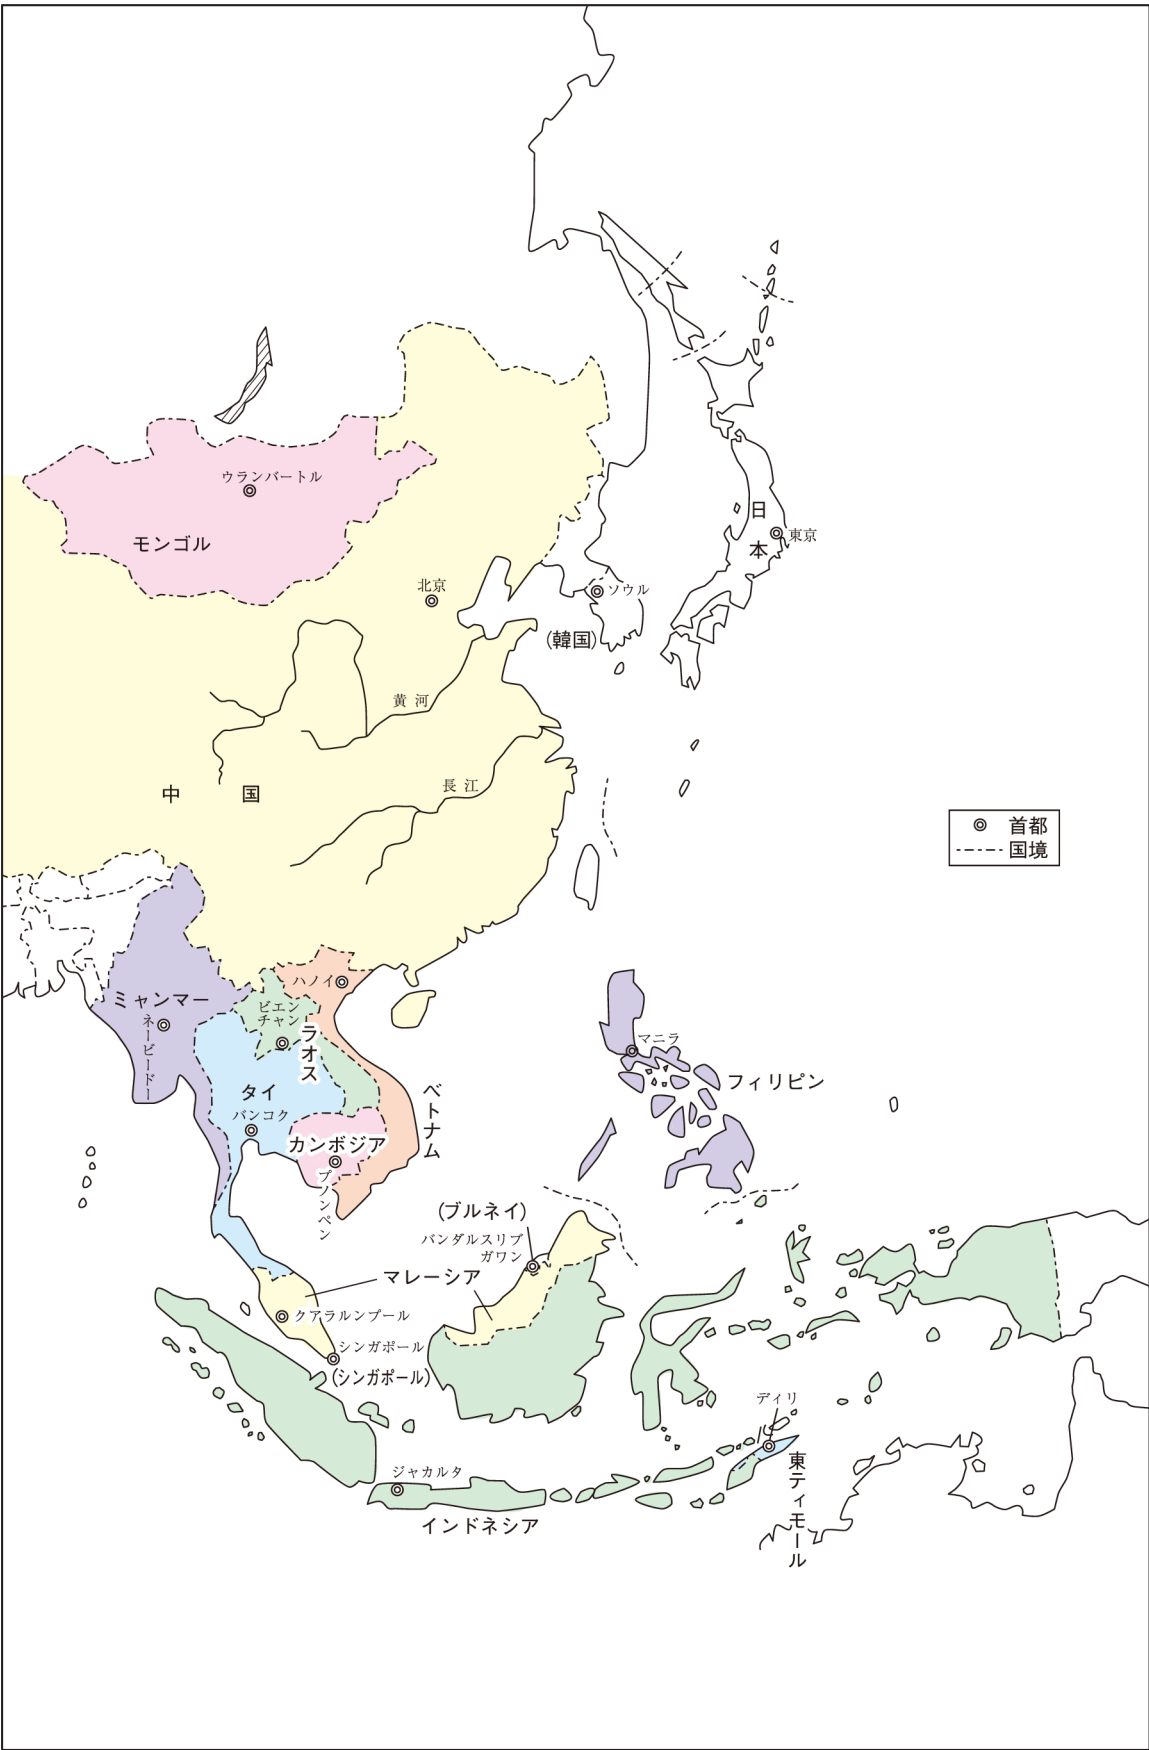 ウランバートル
モンゴル
北京
日本
東京
ソウル
(韓国)
黄河
長江
中国
首都
国境
ハノイ
ミャンマー
ネーピードー
ビエン
チャン
ラオス
タイ
バンコク
カンボジア
プノンペン
ベトナム
マニラ
フィリピン
(ブルネイ)
バンダルスリブ
ガワン
マレーシア
クアラルンプール
シンガポール
(シンガポール)
ディリ
東ティモール
ジャカルタ
インドネシア